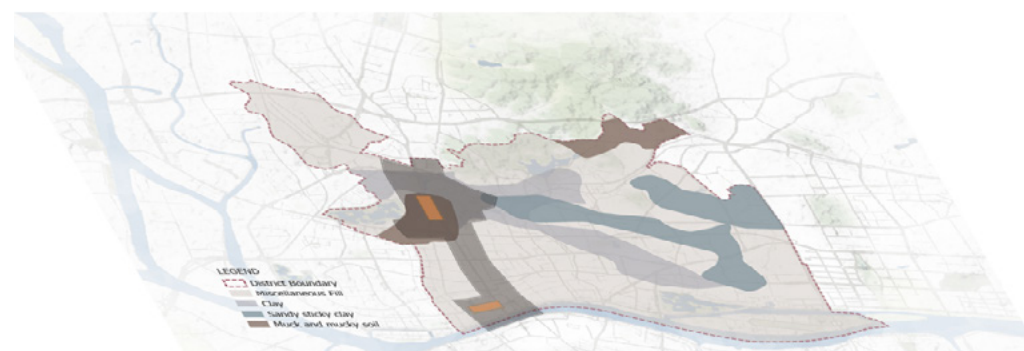 LEGEND
District Boundary
Miscellaneous Fill
Clay
Sandy sticky clay
Muck and mucky soil